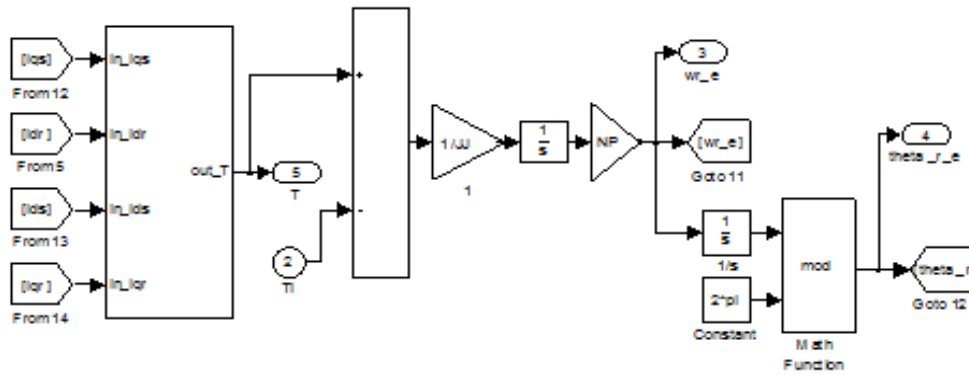 [Iqs]
In_Iqs
From 12
[Idr ]
In_Idr
From 5
[Ids]
In_Ids
From 13
[Iqr ]
In_Iqr
From 14
out_T
5
T
+
-
2
Tl
1/JJ
1
1
s
NP
3
wr_e
[wr_e]
Goto 11
1
s
1/s
2*pi
Constant
mod
Math
Function
4
theta_r_e
theta_r
Goto 12